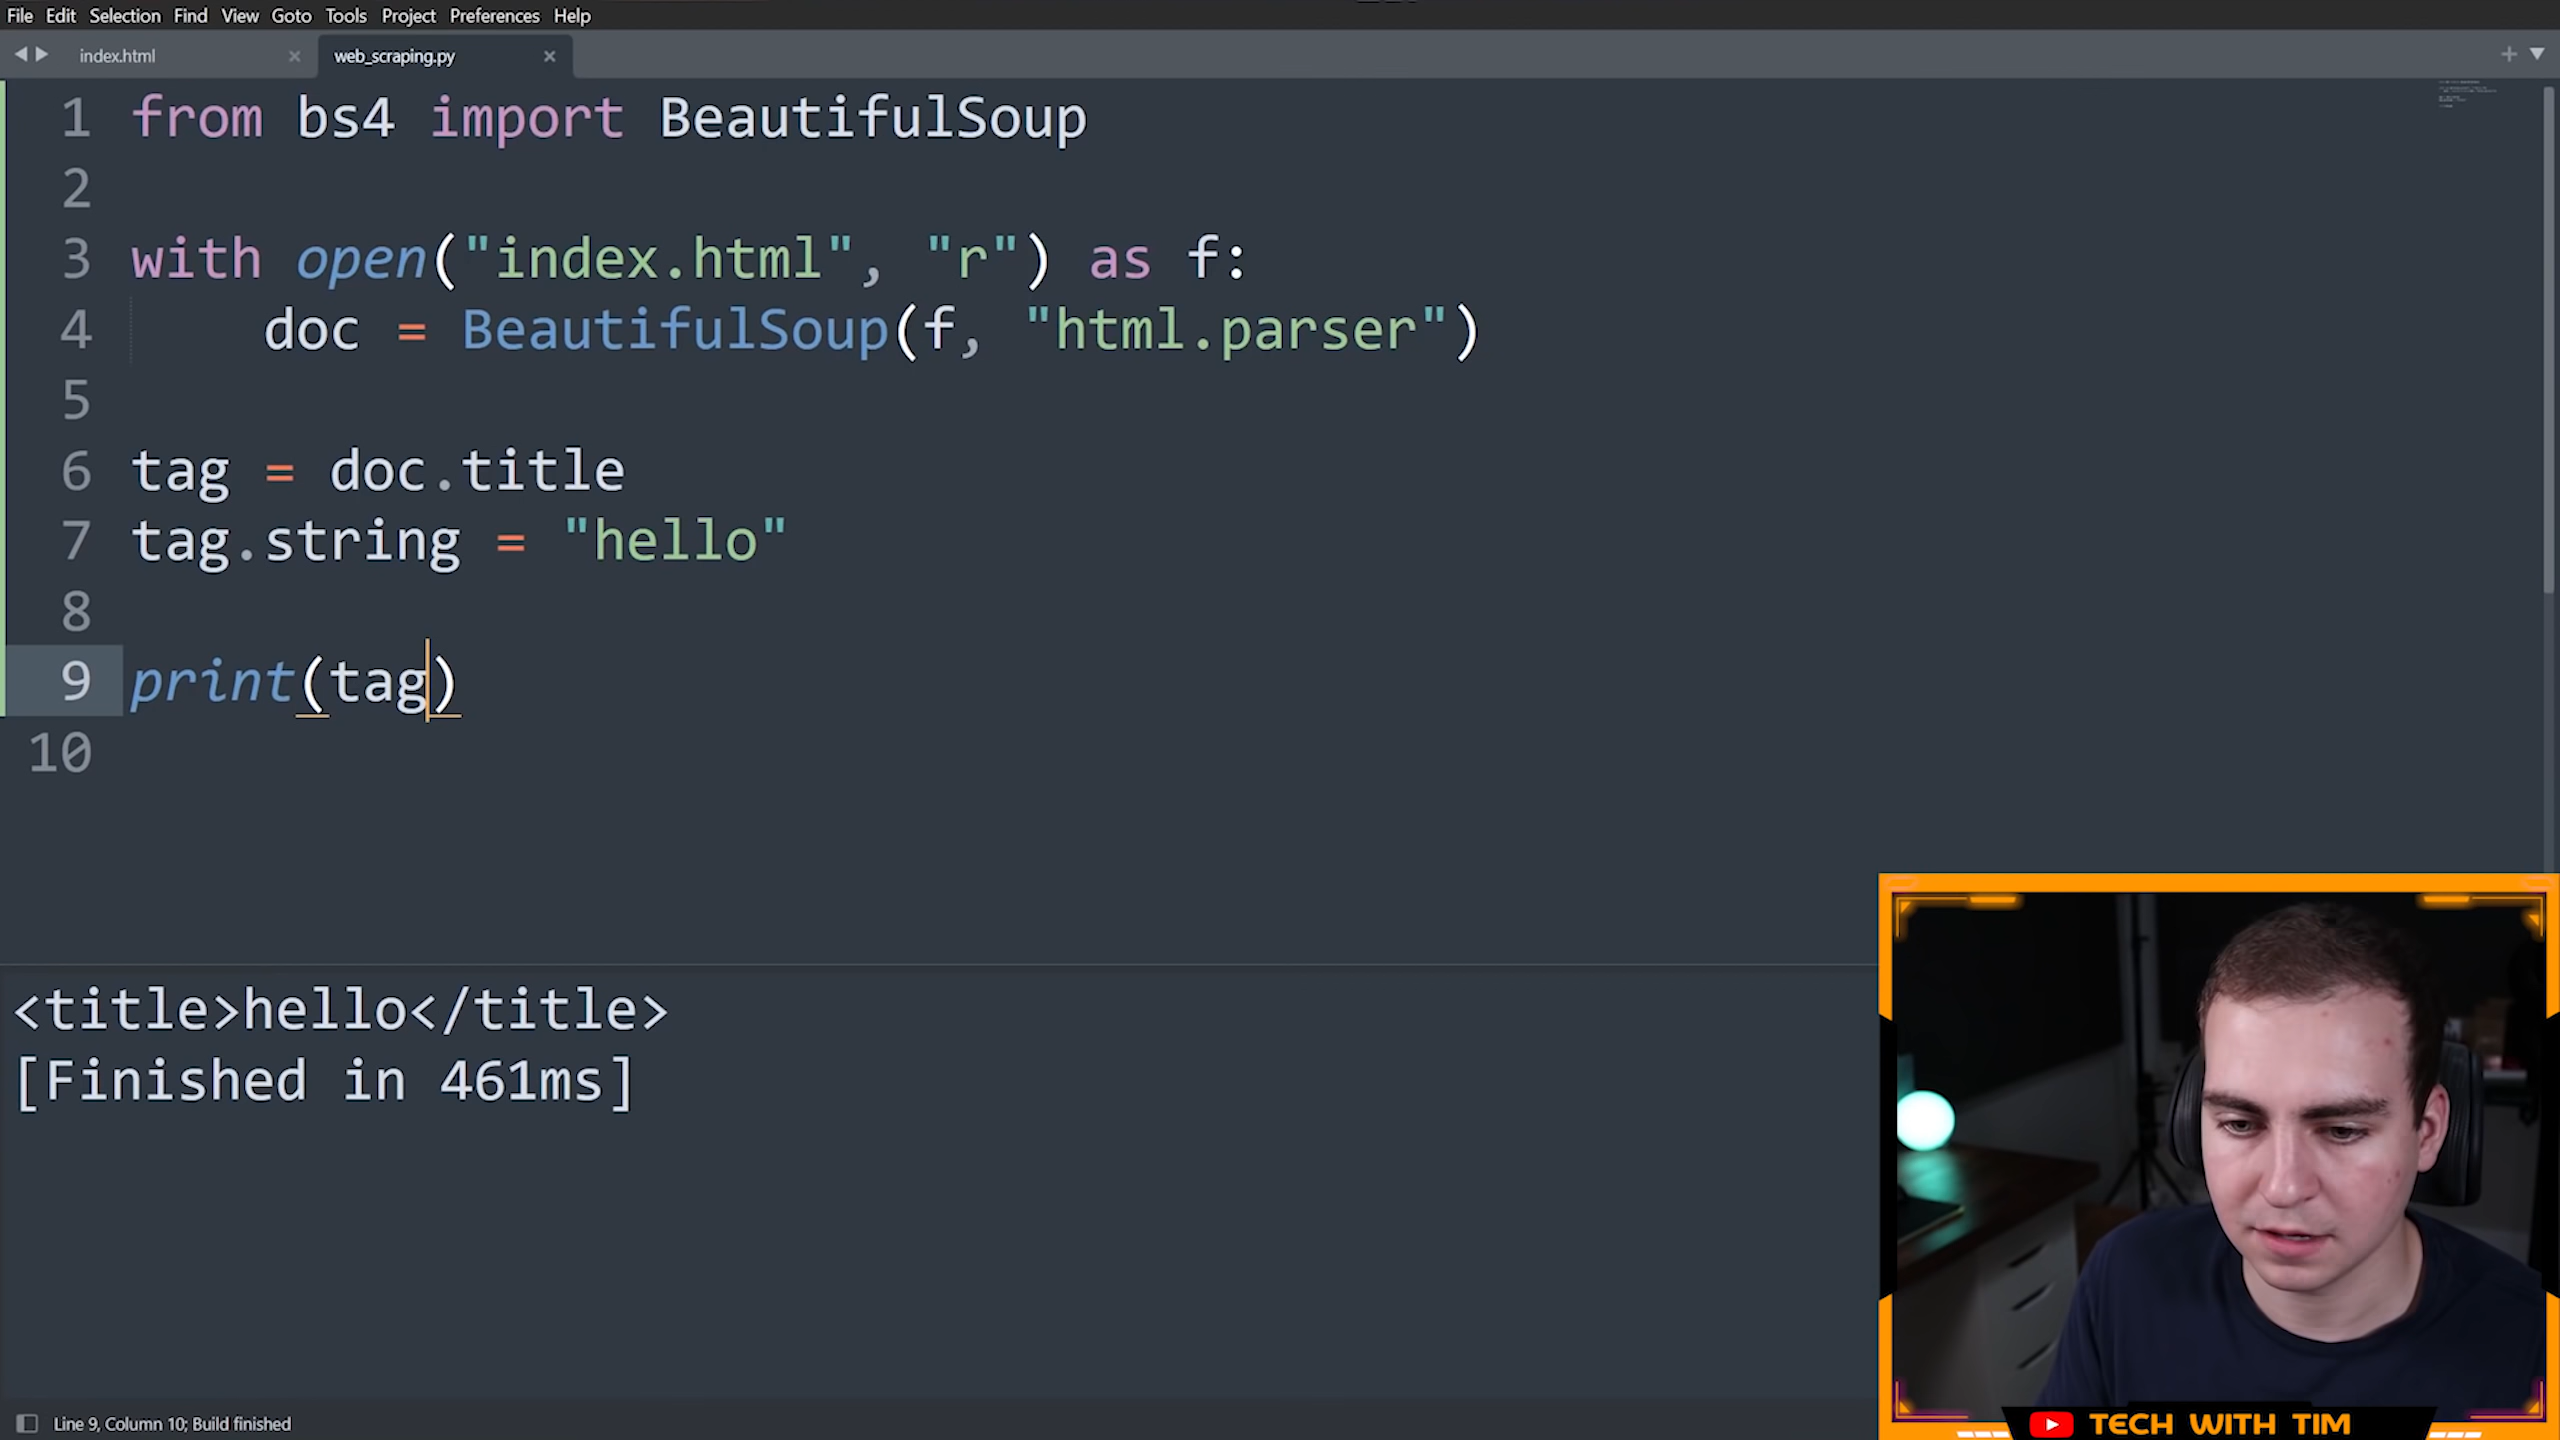 File Edit Selection Find View Goto Tools Project Preferences Help
index.html web_scraping.py
1 from bs4 import BeautifulSoup
2
3 with open("index.html", "r") as f:
4 doc = BeautifulSoup(f, "html.parser")
5
6 tag = doc.title
7 tag.string = "hello"
8
9 print(tag)
10
<title>hello</title>
[Finished in 461ms]
Line 9, Column 10; Build finished
TECH WITH TIM